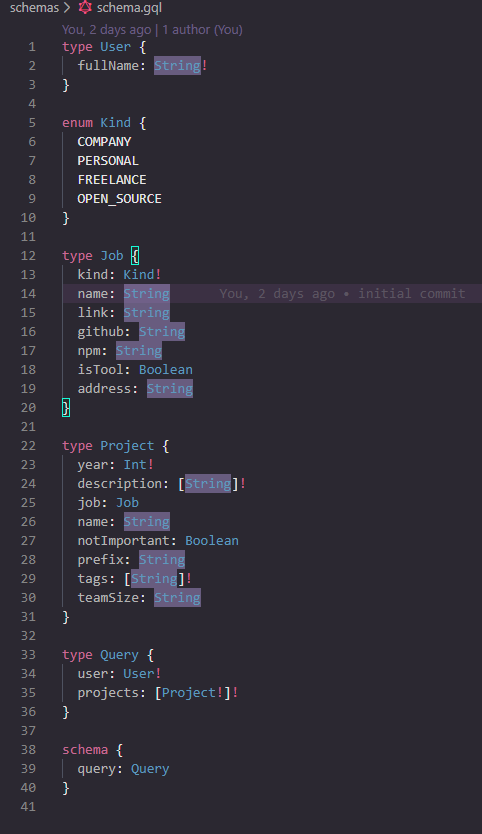 schemas > schema.gql
You, 2 days ago | 1 author (You)
1 type User {
2   fullName: String!
3 }
4
5 enum Kind {
6   COMPANY
7   PERSONAL
8   FREELANCE
9   OPEN_SOURCE
10 }
11
12 type Job {
13   kind: Kind!
14   name: String    You, 2 days ago • initial commit
15   link: String
16   github: String
17   npm: String
18   isTool: Boolean
19   address: String
20 }
21
22 type Project {
23   year: Int!
24   description: [String]!
25   job: Job
26   name: String
27   notImportant: Boolean
28   prefix: String
29   tags: [String]!
30   teamSize: String
31 }
32
33 type Query {
34   user: User!
35   projects: [Project!]!
36 }
37
38 schema {
39   query: Query
40 }
41